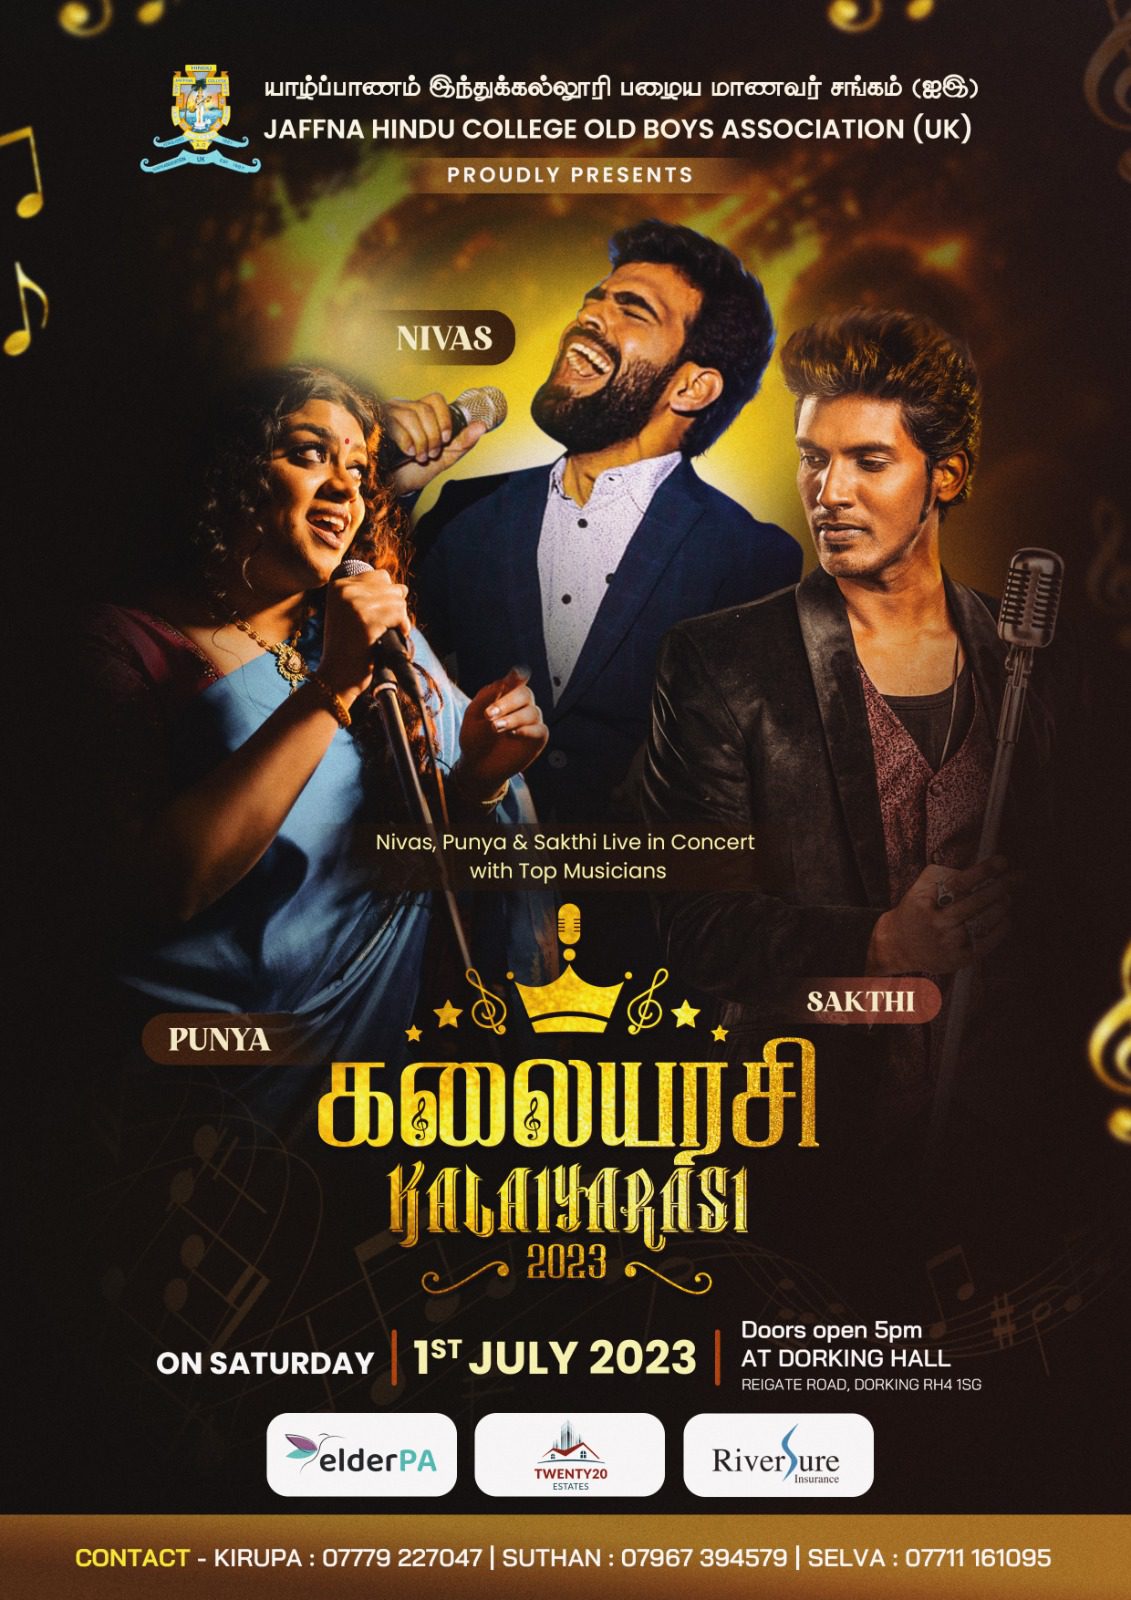 யாழ்ப்பாணம் இந்துக்கல்லூரி பழைய மாணவர் சங்கம் (ஐஇ)
JAFFNA HINDU COLLEGE OLD BOYS ASSOCIATION (UK)
PROUDLY PRESENTS
NIVAS
Nivas, Punya & Sakthi Live in Concert
with Top Musicians
SAKTHI
PUNYA
கலையரசி
KALAIYARASI
2023
ON SATURDAY
1ST JULY 2023
Doors open 5pm
AT DORKING HALL
REIGATE ROAD, DORKING RH4 1SG
elderPA
TWENTY20
ESTATES
RiverSure
Insurance
CONTACT - KIRUPA : 07779 227047 | SUTHAN : 07967 394579 | SELVA : 07711 161095